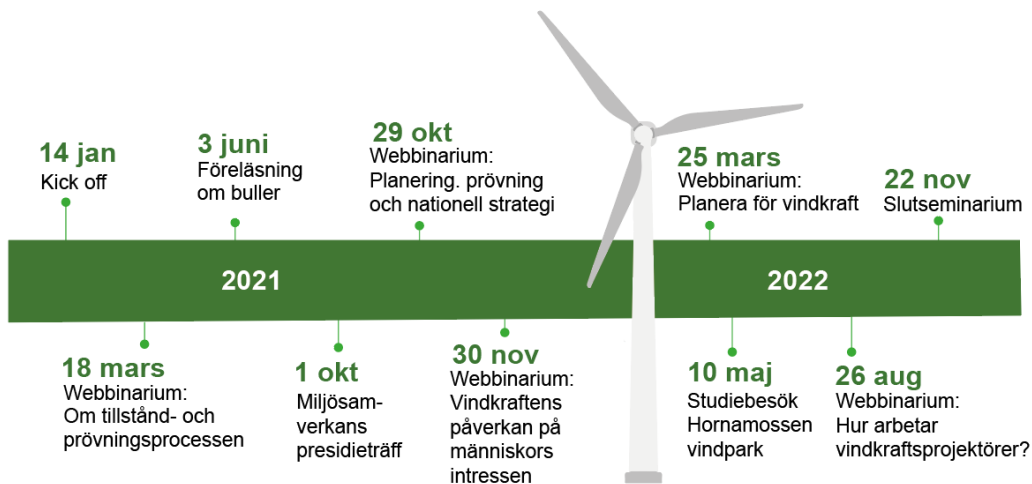 14 jan
Kick off
3 juni
Föreläsning
om buller
29 okt
Webbinarium:
Planering. prövning
och nationell strategi
25 mars
Webbinarium:
Planera för vindkraft
22 nov
Slutseminarium
2021
2022
18 mars
Webbinarium:
Om tillstånd- och
prövningsprocessen
1 okt
Miljösam-
verkans
presidieträff
30 nov
Webbinarium:
Vindkraftens
påverkan på
människors
intressen
10 maj
Studiebesök
Hornamossen
vindpark
26 aug
Webbinarium:
Hur arbetar
vindkraftsprojektörer?